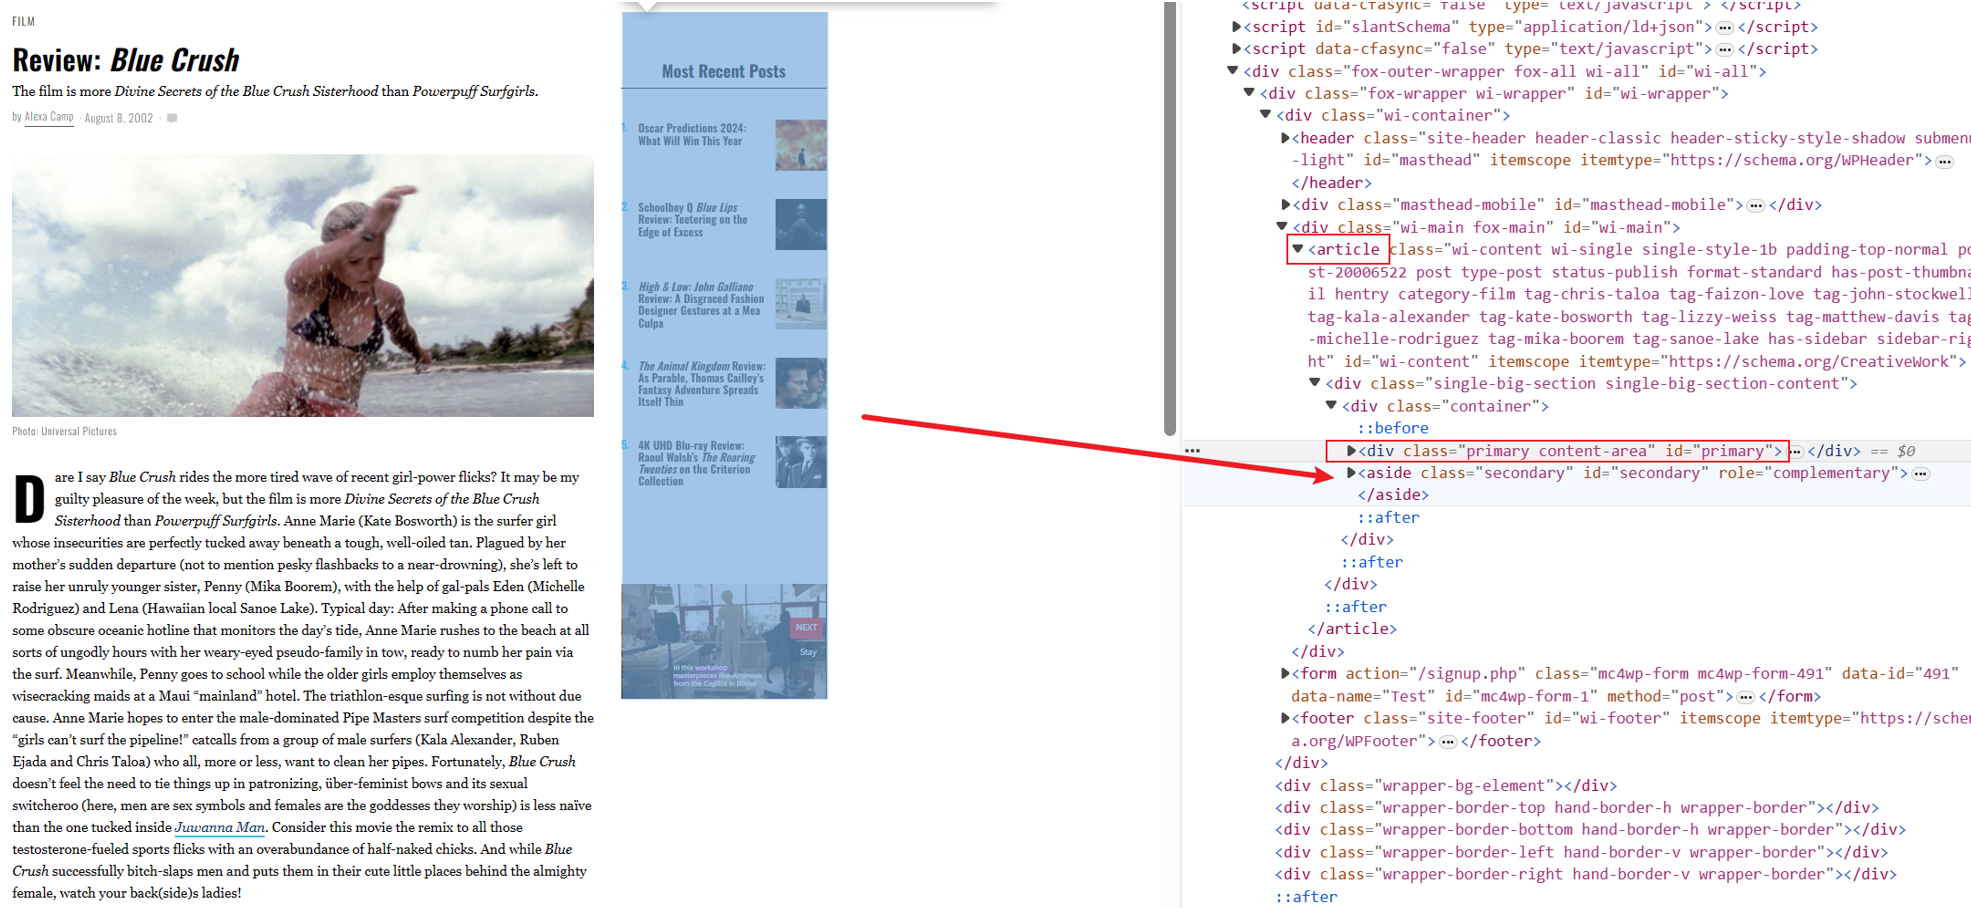 FILM
Review: Blue Crush
The film is more Divine Secrets of the Blue Crush Sisterhood than Powerpuff Surfgirls.
by Alexa Camp · August 8, 2002 ·
Photo: Universal Pictures
Dare I say Blue Crush rides the more tired wave of recent girl-power flicks? It may be my
guilty pleasure of the week, but the film is more Divine Secrets of the Blue Crush
Sisterhood than Powerpuff Surfgirls. Anne Marie (Kate Bosworth) is the surfer girl
whose insecurities are perfectly tucked away beneath a tough, well-oiled tan. Plagued by her
mother’s sudden departure (not to mention pesky flashbacks to a near-drowning), she’s left to
raise her unruly younger sister, Penny (Mika Boorem), with the help of gal-pals Eden (Michelle
Rodriguez) and Lena (Hawaiian local Sanoe Lake). Typical day: After making a phone call to
some obscure oceanic hotline that monitors the day’s tide, Anne Marie rushes to the beach at all
sorts of ungodly hours with her weary-eyed pseudo-family in tow, ready to numb her pain via
the surf. Meanwhile, Penny goes to school while the older girls employ themselves as
wisecracking maids at a Maui “mainland” hotel. The triathlon-esque surfing is not without due
cause. Anne Marie hopes to enter the male-dominated Pipe Masters surf competition despite the
“girls can’t surf the pipeline!” catcalls from a group of male surfers (Kala Alexander, Ruben
Ejada and Chris Taloa) who all, more or less, want to clean her pipes. Fortunately, Blue Crush
doesn’t feel the need to tie things up in patronizing, über-feminist bows and its sexual
switcheroo (here, men are sex symbols and females are the goddesses they worship) is less naïve
than the one tucked inside Juwanna Man. Consider this movie the remix to all those
testosterone-fueled sports flicks with an overabundance of half-naked chicks. And while Blue
Crush successfully bitch-slaps men and puts them in their cute little places behind the almighty
female, watch your back(side)s ladies!
Most Recent Posts
1. Oscar Predictions 2024:
What Will Win This Year
2. Schoolboy Q Blue Lips
Review: Teetering on the
Edge of Excess
3. High & Low: John Galliano
Review: A Disgraced Fashion
Designer Gestures at a Mea
Culpa
4. The Animal Kingdom Review:
As Parable, Thomas Cailley’s
Fantasy Adventure Spreads
Itself Thin
5. 4K UHD Blu-ray Review:
Raoul Walsh’s The Roaring
Twenties on the Criterion
Collection
NEXT
Stay
In this workshop
masterpieces like Antinous
from the Capitol in Rome
<script data-cfasync="false" type="text/javascript"> </script>
<script id="slantSchema" type="application/ld+json">…</script>
<script data-cfasync="false" type="text/javascript">…</script>
<div class="fox-outer-wrapper fox-all wi-all" id="wi-all">
<div class="fox-wrapper wi-wrapper" id="wi-wrapper">
<div class="wi-container">
<header class="site-header header-classic header-sticky-style-shadow submenu
-light" id="masthead" itemscope itemtype="https://schema.org/WPHeader">…
</header>
<div class="masthead-mobile" id="masthead-mobile">…</div>
<div class="wi-main fox-main" id="wi-main">
<article class="wi-content wi-single single-style-1b padding-top-normal po
st-20006522 post type-post status-publish format-standard has-post-thumbna
il hentry category-film tag-chris-taloa tag-faizon-love tag-john-stockwell
tag-kala-alexander tag-kate-bosworth tag-lizzy-weiss tag-matthew-davis tag
-michelle-rodriguez tag-mika-boorem tag-sanoe-lake has-sidebar sidebar-rig
ht" id="wi-content" itemscope itemtype="https://schema.org/CreativeWork">
<div class="single-big-section single-big-section-content">
<div class="container">
::before
… <div class="primary content-area" id="primary">…</div> == $0
<aside class="secondary" id="secondary" role="complementary">…
</aside>
::after
</div>
::after
</div>
::after
</article>
</div>
<form action="/signup.php" class="mc4wp-form mc4wp-form-491" data-id="491"
data-name="Test" id="mc4wp-form-1" method="post">…</form>
<footer class="site-footer" id="wi-footer" itemscope itemtype="https://schem
a.org/WPFooter">…</footer>
</div>
<div class="wrapper-bg-element"></div>
<div class="wrapper-border-top hand-border-h wrapper-border"></div>
<div class="wrapper-border-bottom hand-border-h wrapper-border"></div>
<div class="wrapper-border-left hand-border-v wrapper-border"></div>
<div class="wrapper-border-right hand-border-v wrapper-border"></div>
::after